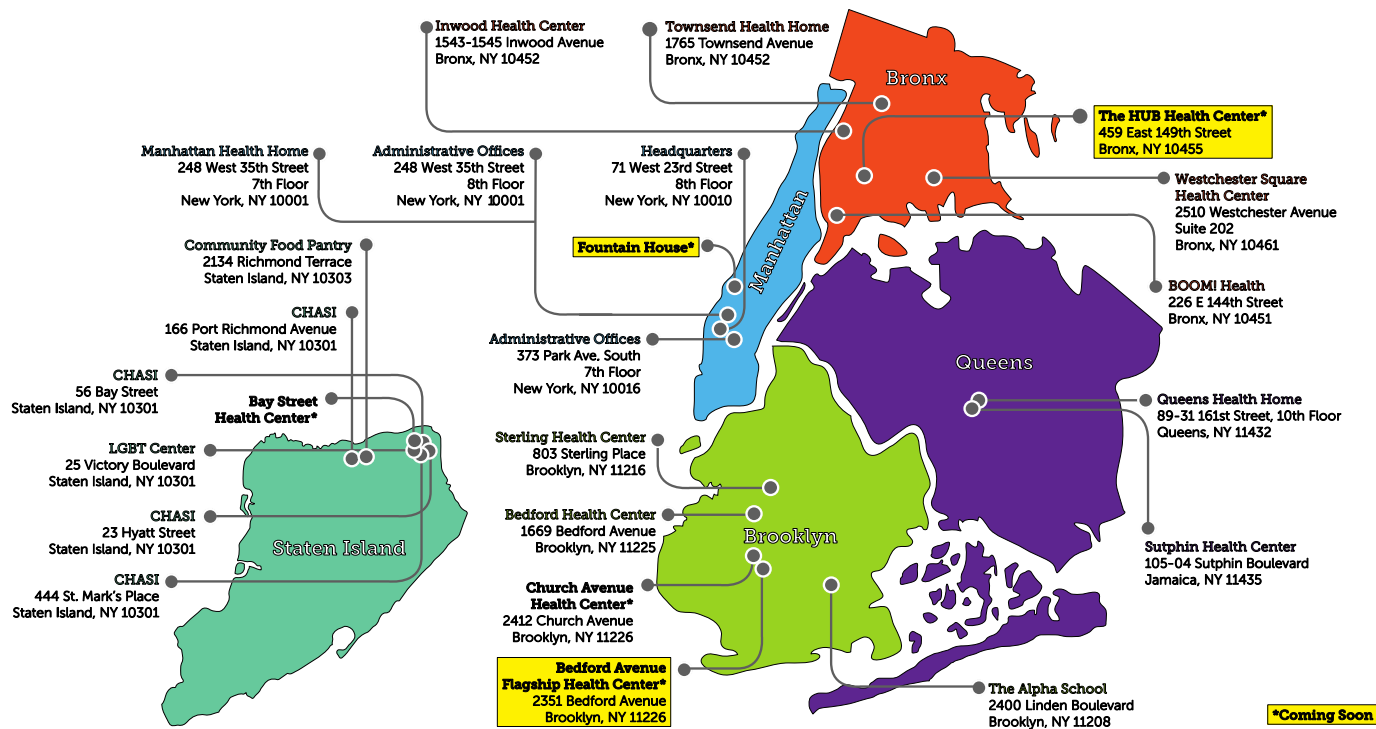 Inwood Health Center
1543-1545 Inwood Avenue
Bronx, NY 10452
Townsend Health Home
1765 Townsend Avenue
Bronx, NY 10452
Bronx
The HUB Health Center*
459 East 149th Street
Bronx, NY 10455
Manhattan Health Home
248 West 35th Street
7th Floor
New York, NY 10001
Administrative Offices
248 West 35th Street
8th Floor
New York, NY 10001
Headquarters
71 West 23rd Street
8th Floor
New York, NY 10010
Westchester Square
Health Center
2510 Westchester Avenue
Suite 202
Bronx, NY 10461
Fountain House*
Manhattan
Community Food Pantry
2134 Richmond Terrace
Staten Island, NY 10303
BOOM! Health
226 E 144th Street
Bronx, NY 10451
CHASI
166 Port Richmond Avenue
Staten Island, NY 10301
Administrative Offices
373 Park Ave. South
7th Floor
New York, NY 10016
Queens
CHASI
56 Bay Street
Staten Island, NY 10301
Bay Street
Health Center*
Queens Health Home
89-31 161st Street, 10th Floor
Queens, NY 11432
LGBT Center
25 Victory Boulevard
Staten Island, NY 10301
Sterling Health Center
803 Sterling Place
Brooklyn, NY 11216
CHASI
23 Hyatt Street
Staten Island, NY 10301
Staten Island
Bedford Health Center
1669 Bedford Avenue
Brooklyn, NY 11225
Brooklyn
Sutphin Health Center
105-04 Sutphin Boulevard
Jamaica, NY 11435
CHASI
444 St. Mark's Place
Staten Island, NY 10301
Church Avenue
Health Center*
2412 Church Avenue
Brooklyn, NY 11226
Bedford Avenue
Flagship Health Center*
2351 Bedford Avenue
Brooklyn, NY 11226
The Alpha School
2400 Linden Boulevard
Brooklyn, NY 11208
*Coming Soon